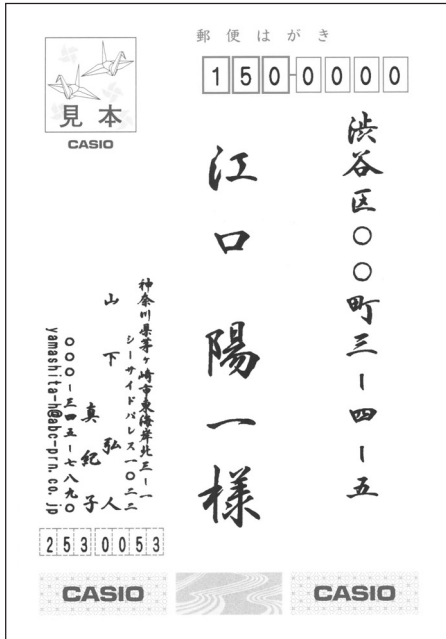 郵便はがき
見本
CASIO
150-0000
渋谷区〇〇町三ー四ー五
江口陽一様
神奈川県茅ヶ崎市東海岸北三ー一
シーサイドパレス一〇二二
山下弘人
真紀子
〇〇〇ー三四五ー七八九〇
yamashita-h@abc-prn.co.jp
2530053
CASIO
CASIO